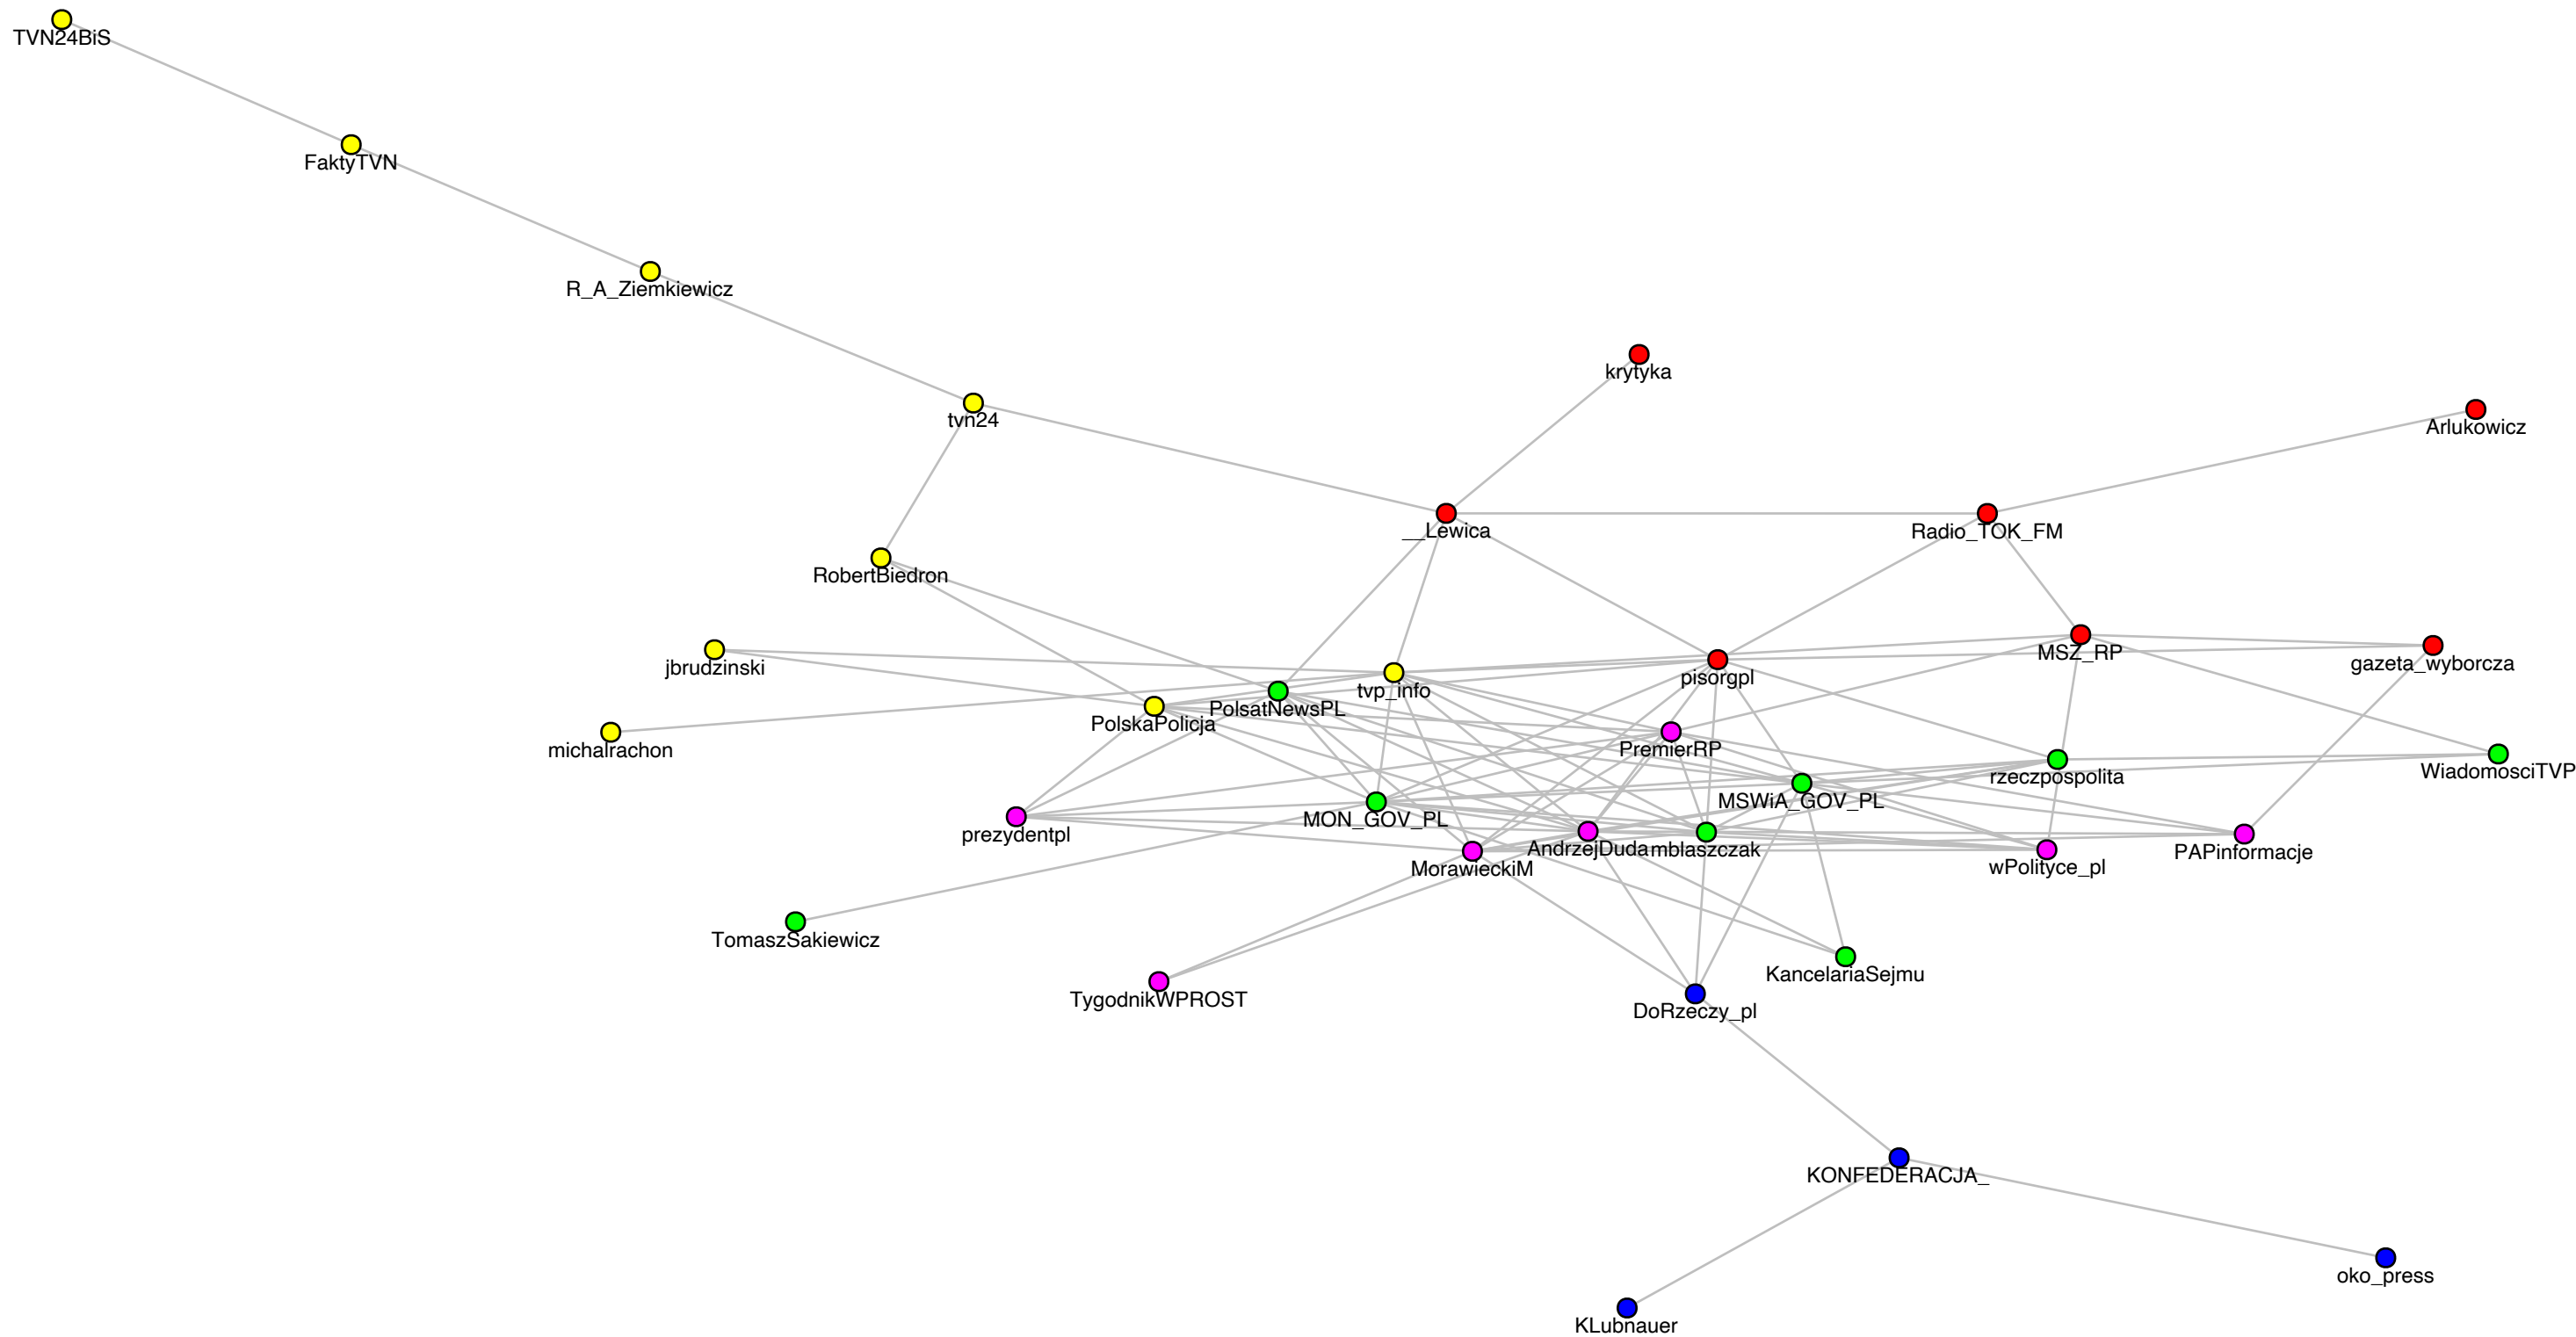 TVN24BiS
FaktyTVN
R_A_Ziemkiewicz
krytyka
tvn24
Arlukowicz
__Lewica
Radio_TOK_FM
RobertBiedron
MSZ_RP
gazeta_wyborcza
jbrudzinski
pisorgpl
tvp_info
PolsatNewsPL
PolskaPolicja
michalrachon
PremierRP
rzeczpospolita
WiadomosciTVP
MSWiA_GOV_PL
MON_GOV_PL
prezydentpl
AndrzejDuda
mblaszczak
PAPinformacje
MorawieckiM
wPolityce_pl
TomaszSakiewicz
KancelariaSejmu
TygodnikWPROST
DoRzeczy_pl
KONFEDERACJA_
oko_press
KLubnauer